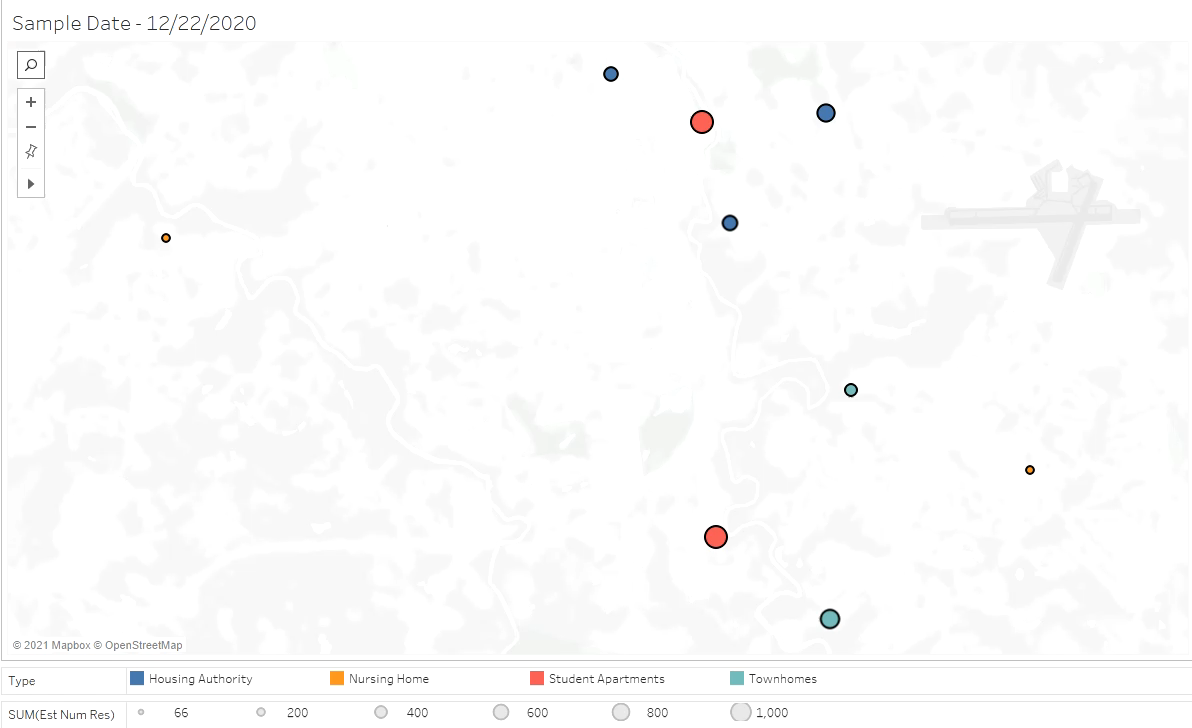 Sample Date - 12/22/2020
© 2021 Mapbox © OpenStreetMap
Type Housing Authority Nursing Home Student Apartments Townhomes
SUM(Est Num Res) 66 200 400 600 800 1,000